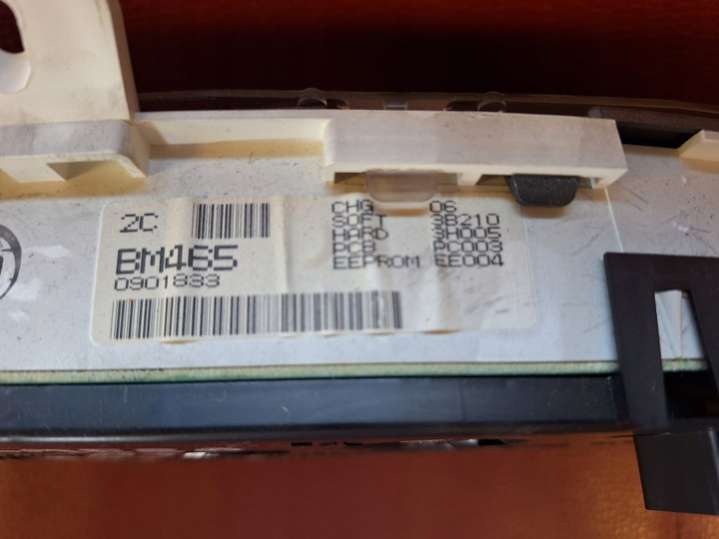 2C
BM465
0901833
CHG 06
SOFT 3B210
HARD 3H005
PCB PC003
EEPROM EE004